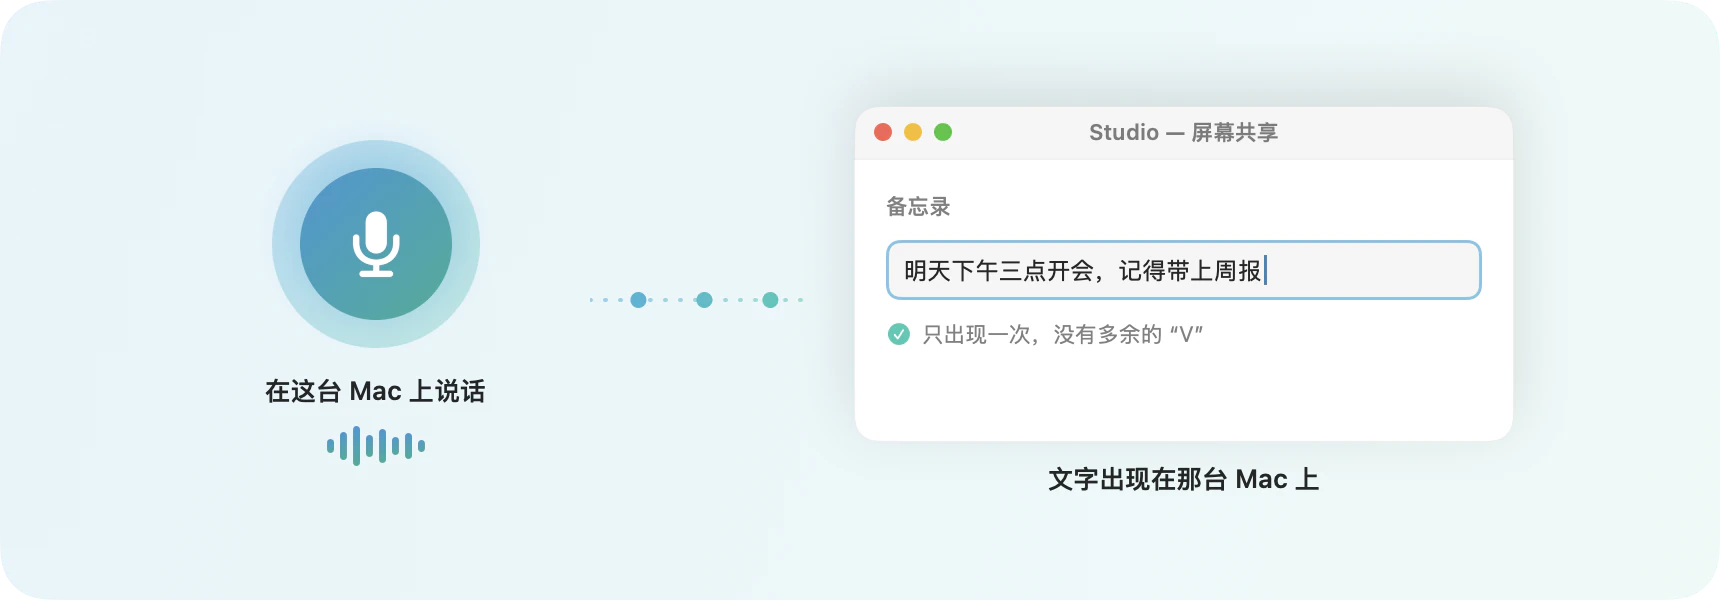 在这台 Mac 上说话
Studio — 屏幕共享
备忘录
明天下午三点开会，记得带上周报
只出现一次，没有多余的 “V”
文字出现在那台 Mac 上